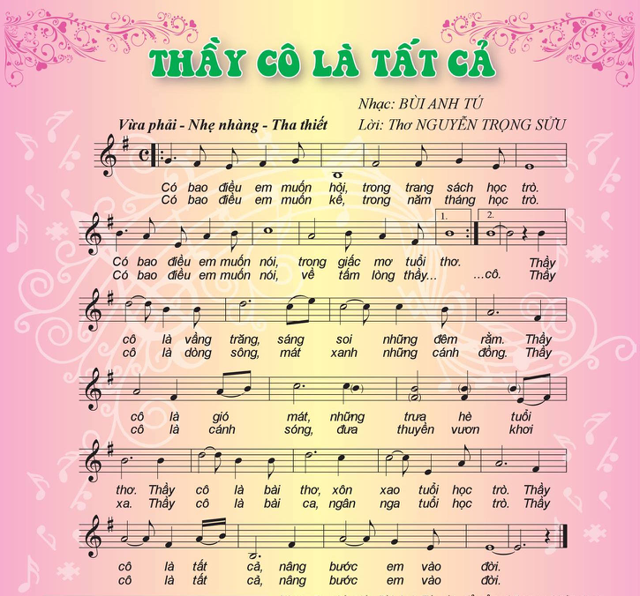 THẦY CÔ LÀ TẤT CẢ
Nhạc: BÙI ANH TÚ
Vừa phải - Nhẹ nhàng - Tha thiết
Lời: Thơ NGUYỄN TRỌNG SỬU
Có bao điều em muốn hỏi, trong trang sách học trò.
Có bao điều em muốn kể, trong năm tháng học trò.
1. 2.
Có bao điều em muốn nói, trong giấc mơ tuổi thơ. Thầy
Có bao điều em muốn nói, về tấm lòng thầy... ...cô. Thầy
cô là vầng trăng, sáng soi những đêm rằm. Thầy
cô là dòng sông, mát xanh những cánh đồng. Thầy
cô là gió mát, những trưa hè tuổi
cô là cánh sóng, đưa thuyền vươn khơi
thơ. Thầy cô là bài thơ, xôn xao tuổi học trò. Thầy
xa. Thầy cô là bài ca, ngân nga tuổi học trò. Thầy
cô là tất cả, nâng bước em vào đời.
cô là tất cả, nâng bước em vào đời.